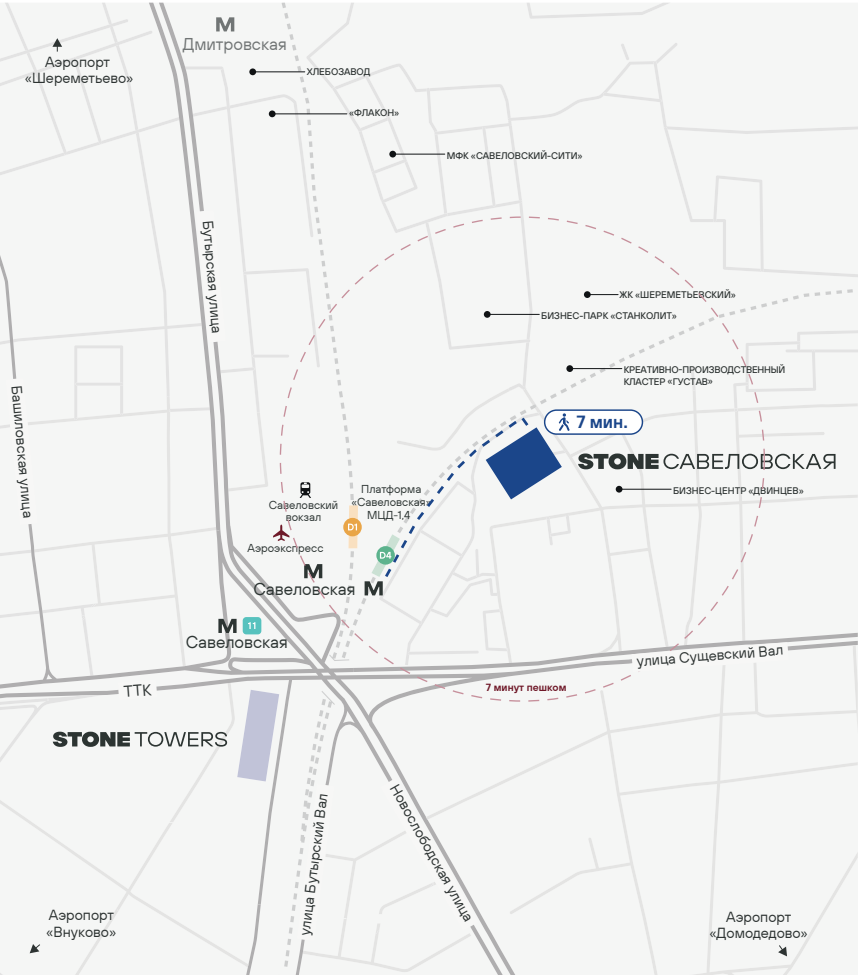 М
Дмитровская
Аэропорт
«Шереметьево»
ХЛЕБОЗАВОД
«ФЛАКОН»
МФК «САВЕЛОВСКИЙ-СИТИ»
Бутырская улица
ЖК «ШЕРЕМЕТЬЕВСКИЙ»
БИЗНЕС-ПАРК «СТАНКОЛИТ»
КРЕАТИВНО-ПРОИЗВОДСТВЕННЫЙ
КЛАСТЕР «ГУСТАВ»
Башиловская улица
7 мин.
STONE САВЕЛОВСКАЯ
БИЗНЕС-ЦЕНТР «ДВИНЦЕВ»
Платформа
«Савеловская»
МЦД-1,4
Савеловский
вокзал
D1
Аэроэкспресс
D4
М
Савеловская М
М 11
Савеловская
улица Сущевский Вал
ТТК
7 минут пешком
STONE TOWERS
улица Бутырский Вал
Новослободская улица
Аэропорт
«Внуково»
Аэропорт
«Домодедово»